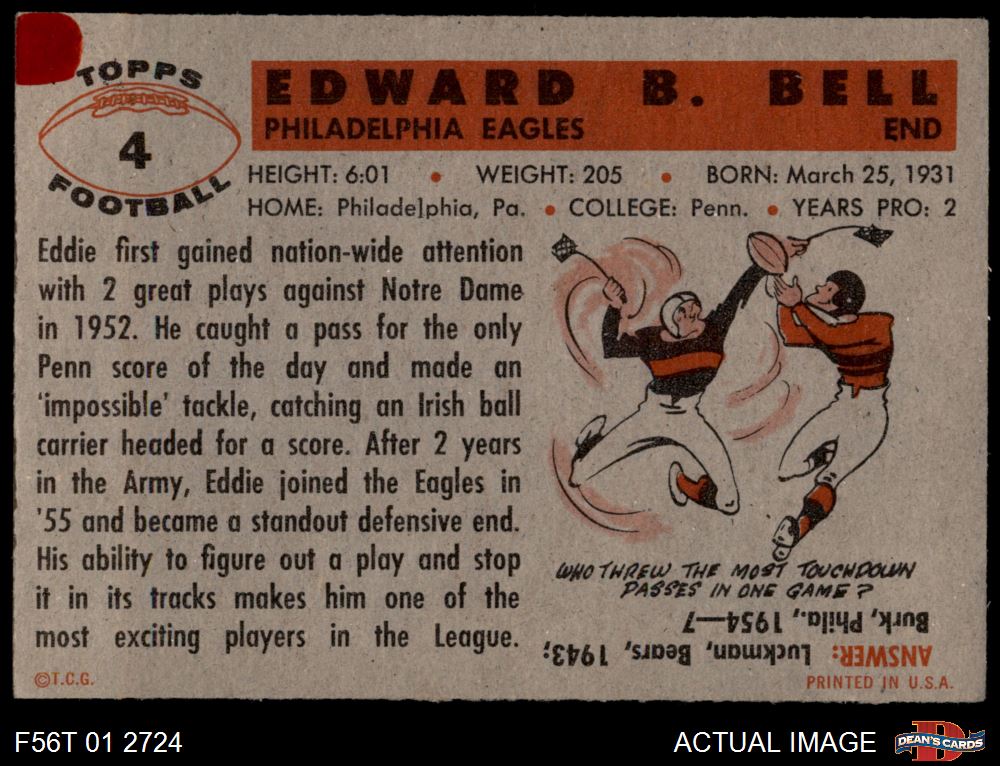 TOPPS
4
FOOTBALL
EDWARD B. BELL
PHILADELPHIA EAGLES END
HEIGHT: 6:01 • WEIGHT: 205 • BORN: March 25, 1931
HOME: Philadelphia, Pa. • COLLEGE: Penn. • YEARS PRO: 2
Eddie first gained nation-wide attention
with 2 great plays against Notre Dame
in 1952. He caught a pass for the only
Penn score of the day and made an
'impossible' tackle, catching an Irish ball
carrier headed for a score. After 2 years
in the Army, Eddie joined the Eagles in
'55 and became a standout defensive end.
His ability to figure out a play and stop
it in its tracks makes him one of the
most exciting players in the League.
©T.C.G.
WHO THREW THE MOST TOUCHDOWN
PASSES IN ONE GAME?
ANSWER: Luckman, Bears, 1943;
Burk, Phila., 1954—7
PRINTED IN U.S.A.
F56T 01 2724
ACTUAL IMAGE
DEAN'S CARDS